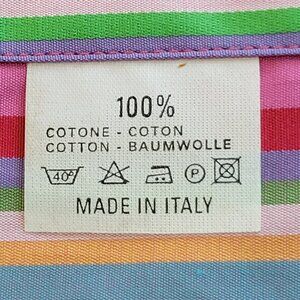 100%
COTONE - COTON
COTTON - BAUMWOLLE
40° P
MADE IN ITALY